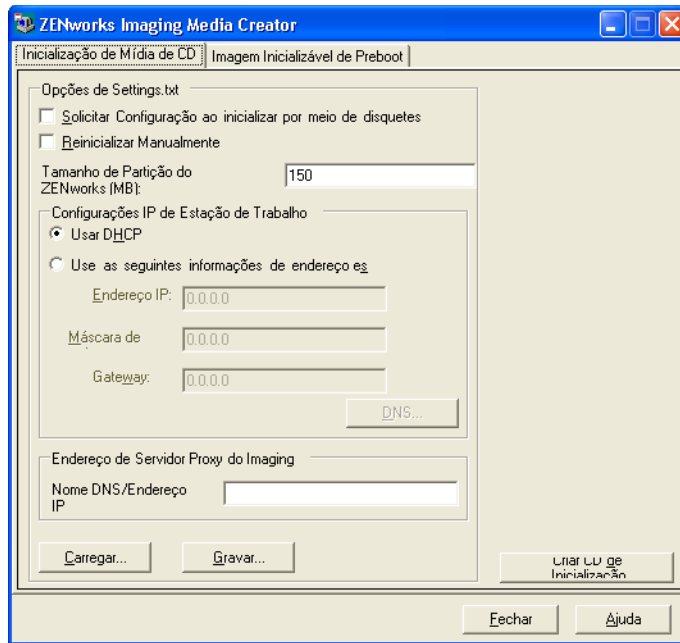 ZENworks Imaging Media Creator
Inicialização de Mídia de CD
Imagem Inicializável de Preboot
Opções de Settings.txt
Solicitar Configuração ao inicializar por meio de disquetes
Reinicializar Manualmente
Tamanho de Partição do
ZENworks (MB):
150
Configurações IP de Estação de Trabalho
Usar DHCP
Use as seguintes informações de endereço es
Endereço IP:
0.0.0.0
Máscara de
0.0.0.0
Gateway:
0.0.0.0
DNS...
Endereço de Servidor Proxy do Imaging
Nome DNS/Endereço
IP
Carregar...
Gravar...
Criar CD de
Inicialização
Fechar
Ajuda